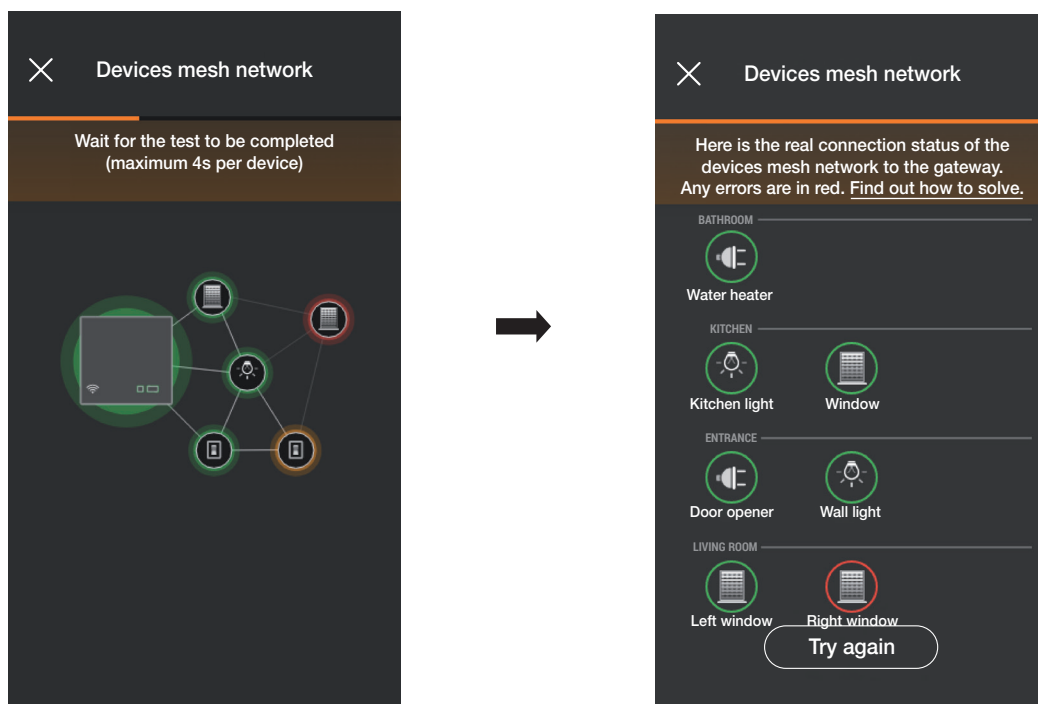 Devices mesh network
Wait for the test to be completed
(maximum 4s per device)
Devices mesh network
Here is the real connection status of the
devices mesh network to the gateway.
Any errors are in red. Find out how to solve.
BATHROOM
Water heater
KITCHEN
Kitchen light
Window
ENTRANCE
Door opener
Wall light
LIVING ROOM
Left window
Right window
Try again